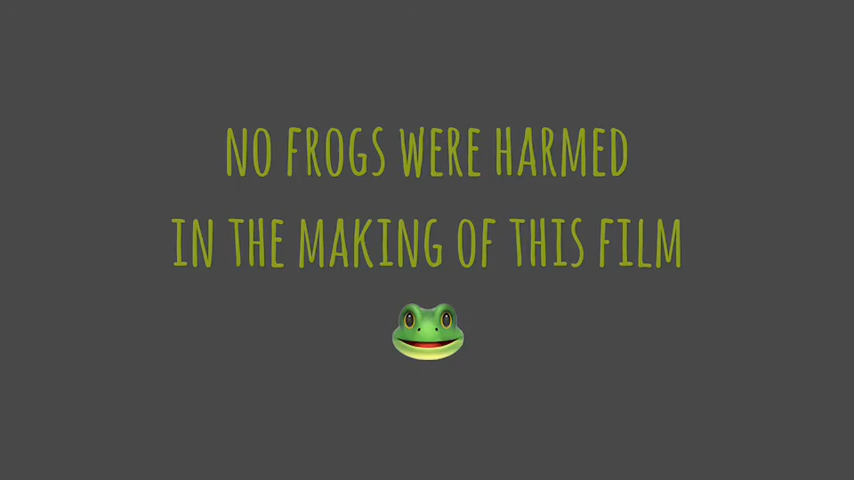 NO FROGS WERE HARMED
IN THE MAKING OF THIS FILM